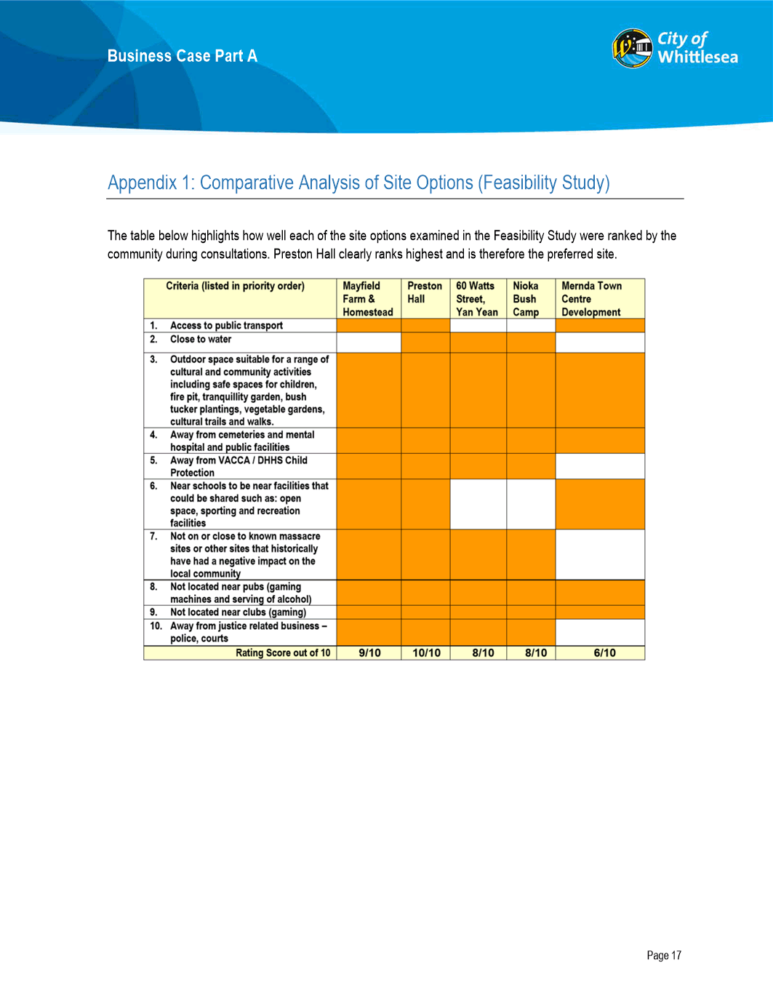 Business Case Part A
City of
Whittlesea
Appendix 1: Comparative Analysis of Site Options (Feasibility Study)
The table below highlights how well each of the site options examined in the Feasibility Study were ranked by the
community during consultations. Preston Hall clearly ranks highest and is therefore the preferred site.
Criteria (listed in priority order)
Mayfield
Farm &
Homestead
Preston
Hall
60 Watts
Street,
Yan Yean
Nioka
Bush
Camp
Mernda Town
Centre
Development
1. Access to public transport
2. Close to water
3. Outdoor space suitable for a range of
cultural and community activities
including safe spaces for children,
fire pit, tranquillity garden, bush
tucker plantings, vegetable gardens,
cultural trails and walks.
4. Away from cemeteries and mental
hospital and public facilities
5. Away from VACCA / DHHS Child
Protection
6. Near schools to be near facilities that
could be shared such as: open
space, sporting and recreation
facilities
7. Not on or close to known massacre
sites or other sites that historically
have had a negative impact on the
local community
8. Not located near pubs (gaming
machines and serving of alcohol)
9. Not located near clubs (gaming)
10. Away from justice related business –
police, courts
Rating Score out of 10 9/10 10/10 8/10 8/10 6/10
Page 17